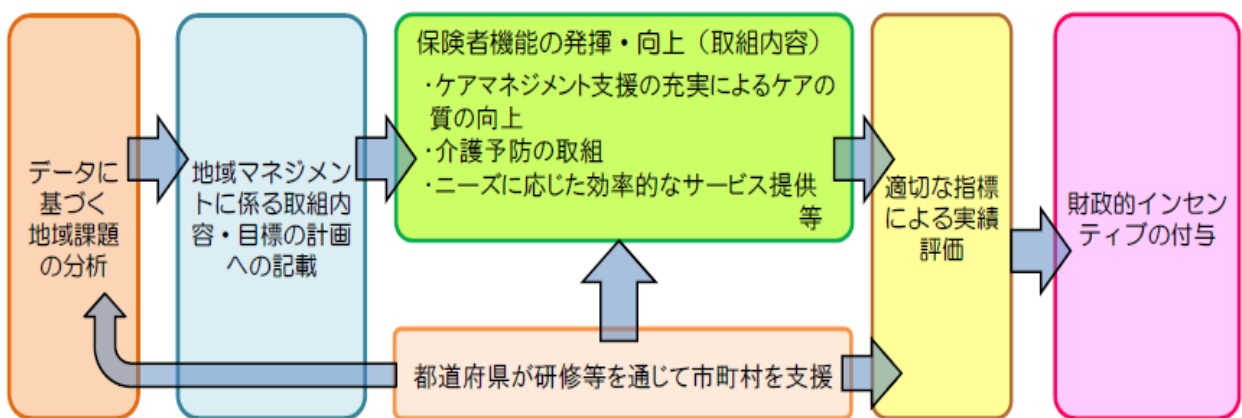 データに
基づく
地域課題
の分析
地域マネジメン
トに係る取組内
容・目標の計画
への記載
保険者機能の発揮・向上（取組内容）
・ケアマネジメント支援の充実によるケアの
質の向上
・介護予防の取組
・ニーズに応じた効率的なサービス提供
等
適切な指標
による実績
評価
財政的インセン
ティブの付与
都道府県が研修等を通じて市町村を支援